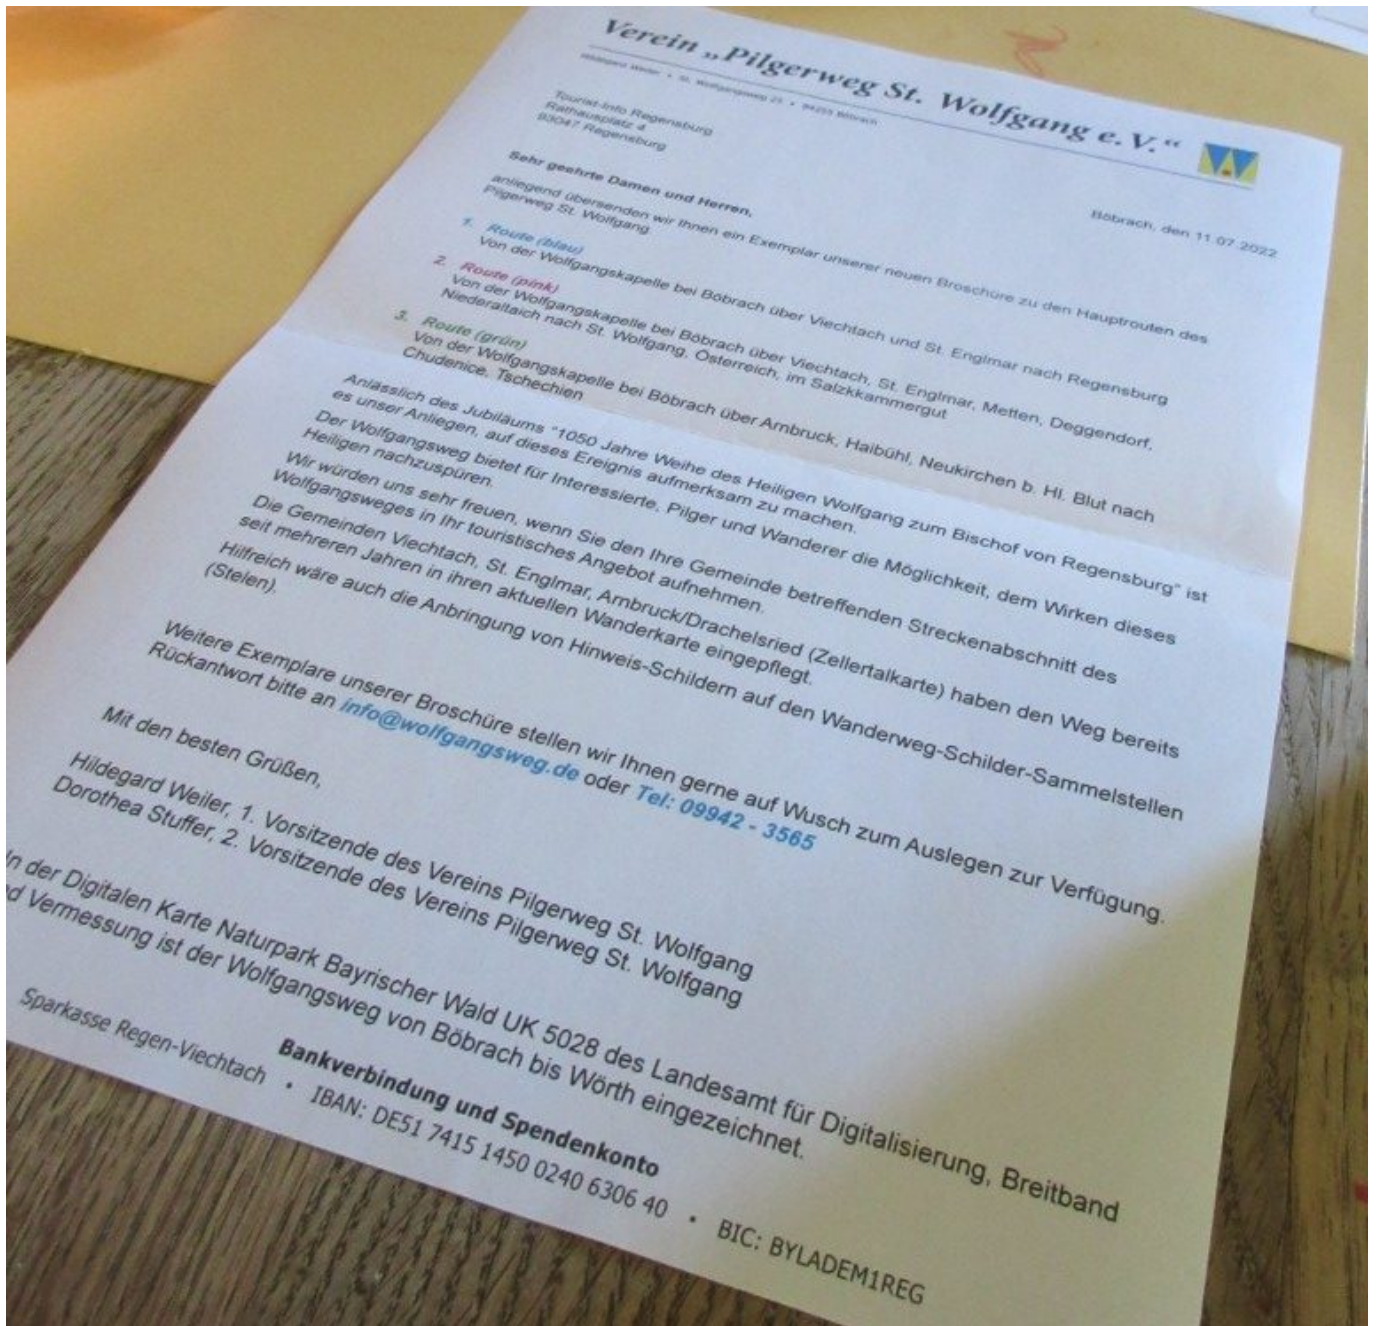 Verein „Pilgerweg St. Wolfgang e. V.“
Hildegard Weiler • St. Wolfgangsweg 25 • 94255 Böbrach
Tourist-Info Regensburg
Rathausplatz 4
93047 Regensburg
Böbrach, den 11.07.2022
Sehr geehrte Damen und Herren,
anliegend übersenden wir Ihnen ein Exemplar unserer neuen Broschüre zu den Hauptrouten des
Pilgerweg St. Wolfgang
1. Route (blau)
Von der Wolfgangskapelle bei Böbrach über Viechtach und St. Englmar nach Regensburg
2. Route (pink)
Von der Wolfgangskapelle bei Böbrach über Viechtach, St. Englmar, Metten, Deggendorf,
Niederaltaich nach St. Wolfgang, Österreich, im Salzkkammergut
3. Route (grün)
Von der Wolfgangskapelle bei Böbrach über Arnbruck, Haibühl, Neukirchen b. Hl. Blut nach
Chudenice, Tschechien
Anlässlich des Jubiläums "1050 Jahre Weihe des Heiligen Wolfgang zum Bischof von Regensburg" ist
es unser Anliegen, auf dieses Ereignis aufmerksam zu machen.
Der Wolfgangsweg bietet für Interessierte, Pilger und Wanderer die Möglichkeit, dem Wirken dieses
Heiligen nachzuspüren.
Wir würden uns sehr freuen, wenn Sie den Ihre Gemeinde betreffenden Streckenabschnitt des
Wolfgangsweges in Ihr touristisches Angebot aufnehmen.
Die Gemeinden Viechtach, St. Englmar, Arnbruck/Drachelsried (Zellertalkarte) haben den Weg bereits
seit mehreren Jahren in ihren aktuellen Wanderkarte eingepflegt.
Hilfreich wäre auch die Anbringung von Hinweis-Schildern auf den Wanderweg-Schilder-Sammelstellen
(Stelen).
Weitere Exemplare unserer Broschüre stellen wir Ihnen gerne auf Wusch zum Auslegen zur Verfügung.
Rückantwort bitte an info@wolfgangsweg.de oder Tel: 09942 - 3565
Mit den besten Grüßen,
Hildegard Weiler, 1. Vorsitzende des Vereins Pilgerweg St. Wolfgang
Dorothea Stuffer, 2. Vorsitzende des Vereins Pilgerweg St. Wolfgang
In der Digitalen Karte Naturpark Bayrischer Wald UK 5028 des Landesamt für Digitalisierung, Breitband
d Vermessung ist der Wolfgangsweg von Böbrach bis Wörth eingezeichnet.
Bankverbindung und Spendenkonto
Sparkasse Regen-Viechtach • IBAN: DE51 7415 1450 0240 6306 40 • BIC: BYLADEM1REG